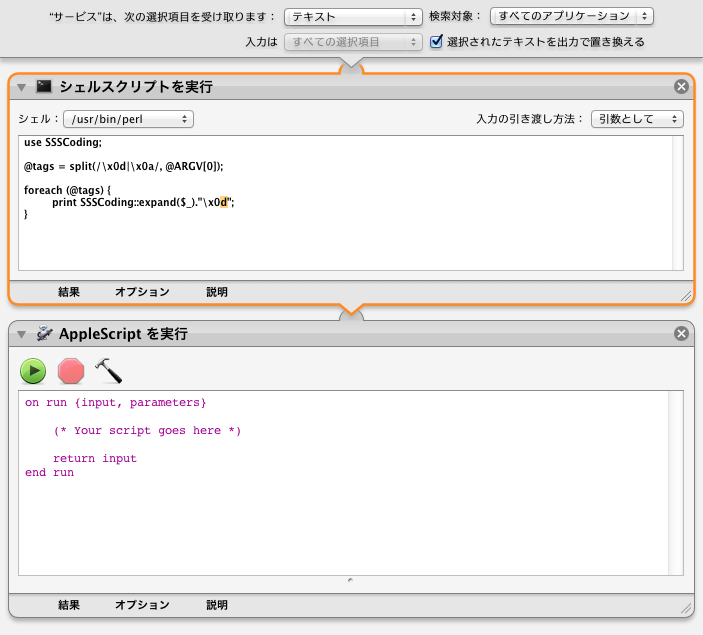 “サービス”は、次の選択項目を受け取ります： テキスト 検索対象： すべてのアプリケーション
入力は すべての選択項目 選択されたテキストを出力で置き換える
シェルスクリプトを実行
シェル： /usr/bin/perl 入力の引き渡し方法： 引数として
use SSSCoding;
@tags = split(/\x0d|\x0a/, @ARGV[0]);
foreach (@tags) {
print SSSCoding::expand($_)."\x0d";
}
結果 オプション 説明
AppleScript を実行
on run {input, parameters}
(* Your script goes here *)
return input
end run
結果 オプション 説明